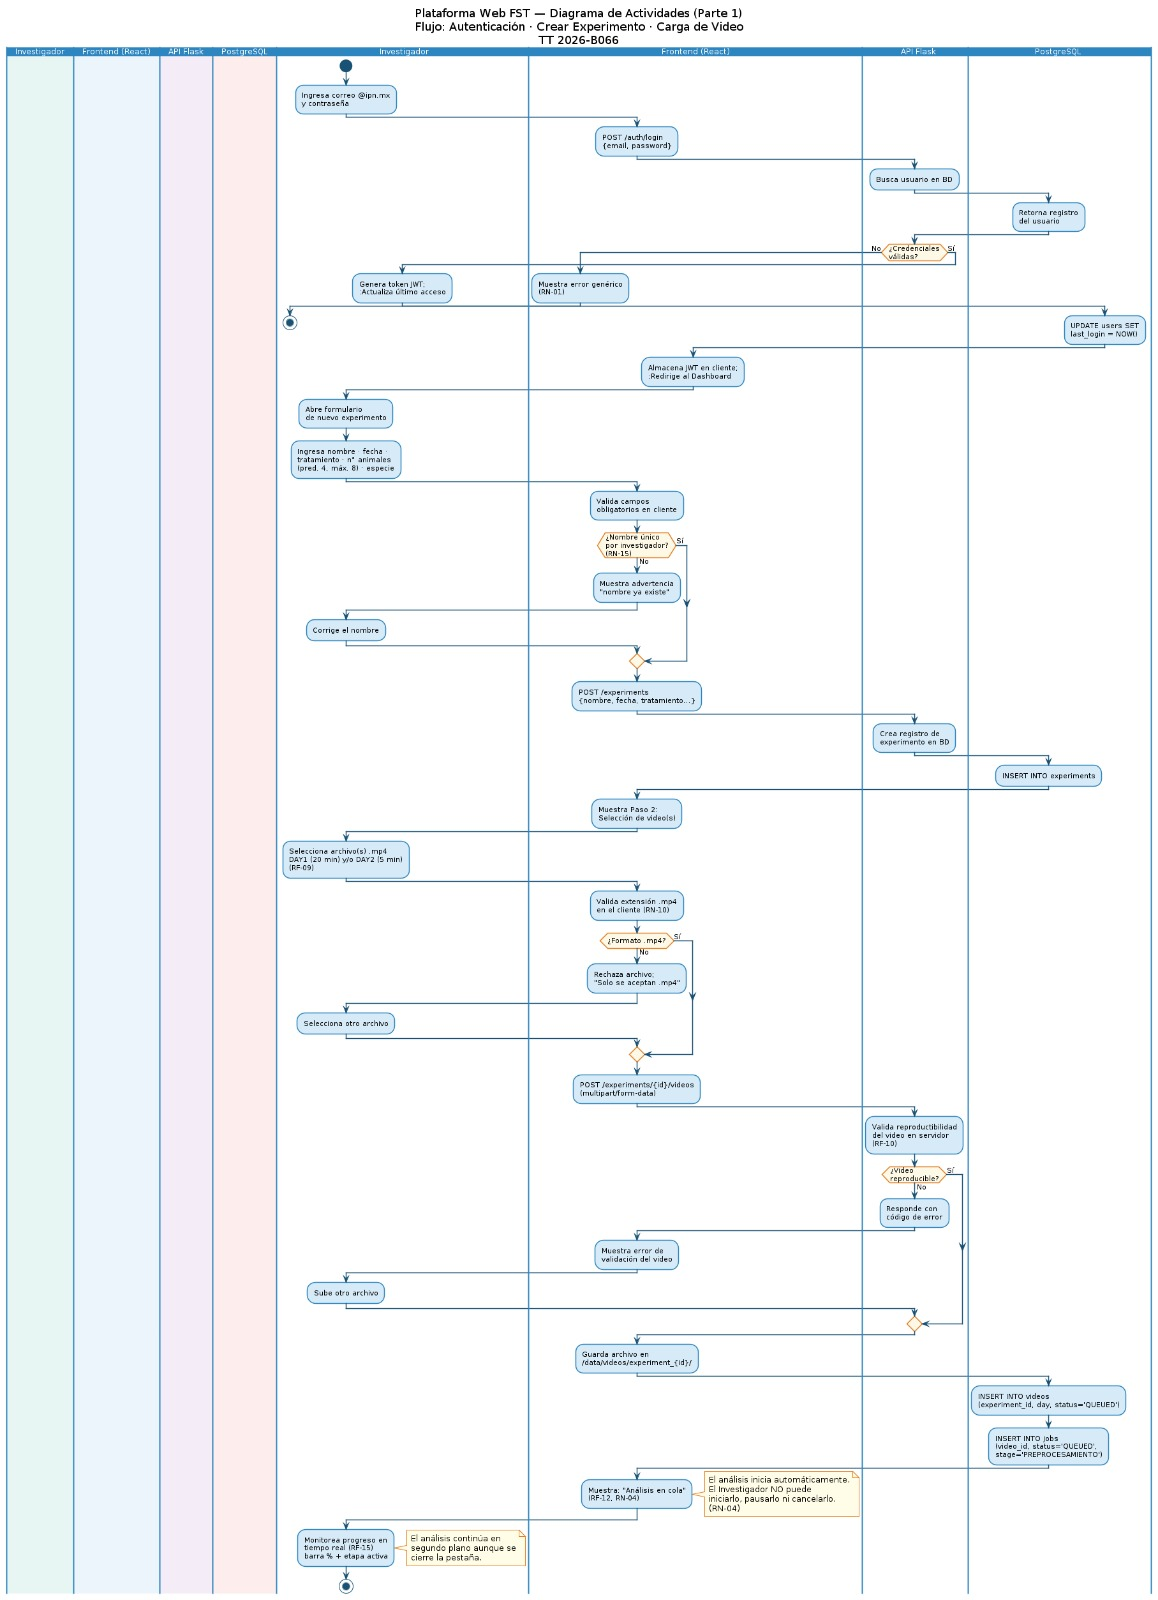 Plataforma Web FST — Diagrama de Actividades (Parte 1)
Flujo: Autenticación · Crear Experimento · Carga de Video
TT 2026-B066
Investigador
Frontend (React)
API Flask
PostgreSQL
Investigador
Frontend (React)
API Flask
PostgreSQL
Ingresa correo @ipn.mx
y contraseña
POST /auth/login
{email, password}
Busca usuario en BD
Retorna registro
del usuario
No
¿Credenciales
válidas?
Sí
Genera token JWT;
:Actualiza último acceso
Muestra error genérico
(RN-01)
UPDATE users SET
last_login = NOW()
Almacena JWT en cliente;
:Redirige al Dashboard
Abre formulario
de nuevo experimento
Ingresa nombre · fecha ·
tratamiento · n° animales
(pred. 4, máx. 8) · especie
Valida campos
obligatorios en cliente
¿Nombre único
por investigador?
(RN-15)
Sí
No
Muestra advertencia
"nombre ya existe"
Corrige el nombre
POST /experiments
{nombre, fecha, tratamiento...}
Crea registro de
experimento en BD
INSERT INTO experiments
Muestra Paso 2:
Selección de video(s)
Selecciona archivo(s) .mp4
DAY1 (20 min) y/o DAY2 (5 min)
(RF-09)
Valida extensión .mp4
en el cliente (RN-10)
¿Formato .mp4?
Sí
No
Rechaza archivo;
"Solo se aceptan .mp4"
Selecciona otro archivo
POST /experiments/{id}/videos
(multipart/form-data)
Valida reproductibilidad
del video en servidor
(RF-10)
¿Video
reproducible?
Sí
No
Responde con
código de error
Muestra error de
validación del video
Sube otro archivo
Guarda archivo en
/data/videos/experiment_{id}/
INSERT INTO videos
(experiment_id, day, status='QUEUED')
INSERT INTO jobs
(video_id, status='QUEUED',
stage='PREPROCESAMIENTO')
Muestra: "Análisis en cola"
(RF-12, RN-04)
El análisis inicia automáticamente.
El Investigador NO puede
iniciarlo, pausarlo ni cancelarlo.
(RN-04)
Monitorea progreso en
tiempo real (RF-15)
barra % + etapa activa
El análisis continúa en
segundo plano aunque se
cierre la pestaña.